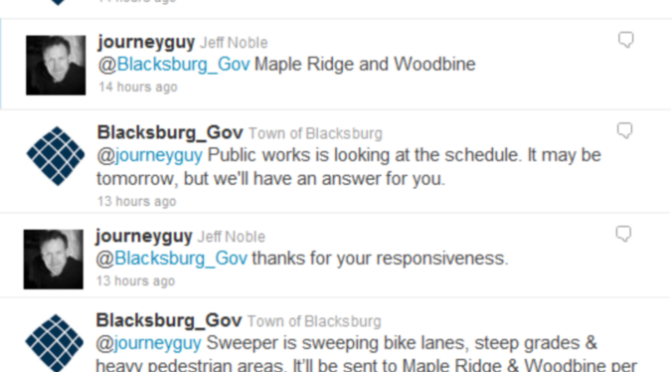 journeyguy Jeff Noble
@Blacksburg_Gov Maple Ridge and Woodbine
14 hours ago
Blacksburg_Gov Town of Blacksburg
@journeyguy Public works is looking at the schedule. It may be
tomorrow, but we'll have an answer for you.
13 hours ago
journeyguy Jeff Noble
@Blacksburg_Gov thanks for your responsiveness.
13 hours ago
Blacksburg_Gov Town of Blacksburg
@journeyguy Sweeper is sweeping bike lanes, steep grades &
heavy pedestrian areas. It'll be sent to Maple Ridge & Woodbine per